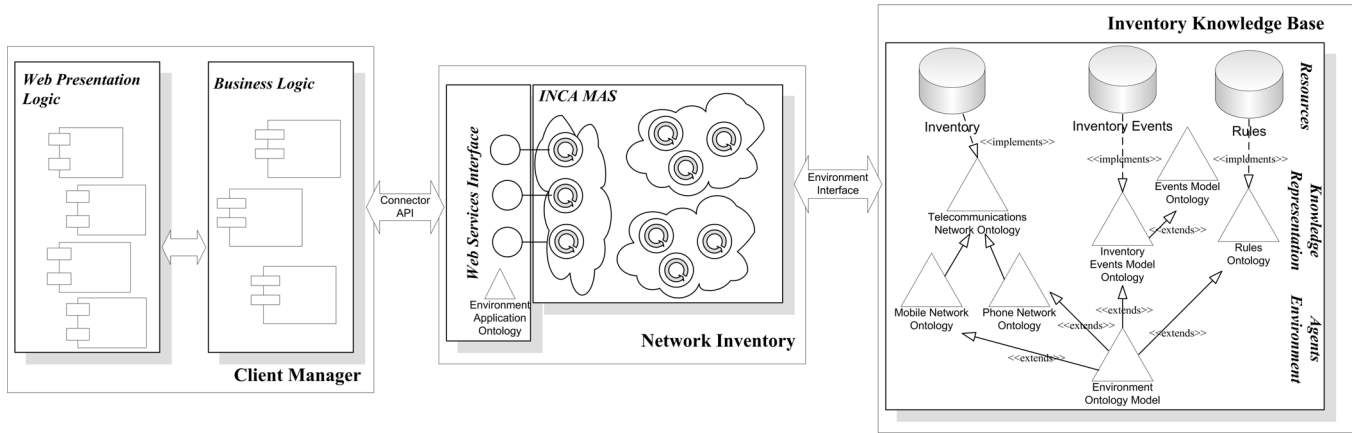 Web Presentation
Logic
Business Logic
Client Manager
Connector
API
Web Services Interface
INCA MAS
Environment
Application
Ontology
Network Inventory
Environment
Interface
Inventory Knowledge Base
Resources
Knowledge
Representation
Agents
Environment
Inventory
Inventory Events
Rules
<<implements>>
<<implements>>
<<implements>>
Events Model
Ontology
Telecommunications
Network Ontology
<<extends>>
Inventory
Events Model
Ontology
Rules
Ontology
Mobile Network
Ontology
Phone Network
Ontology
<<extends>>
<<extends>>
<<extends>>
<<extends>>
Environment
Ontology Model